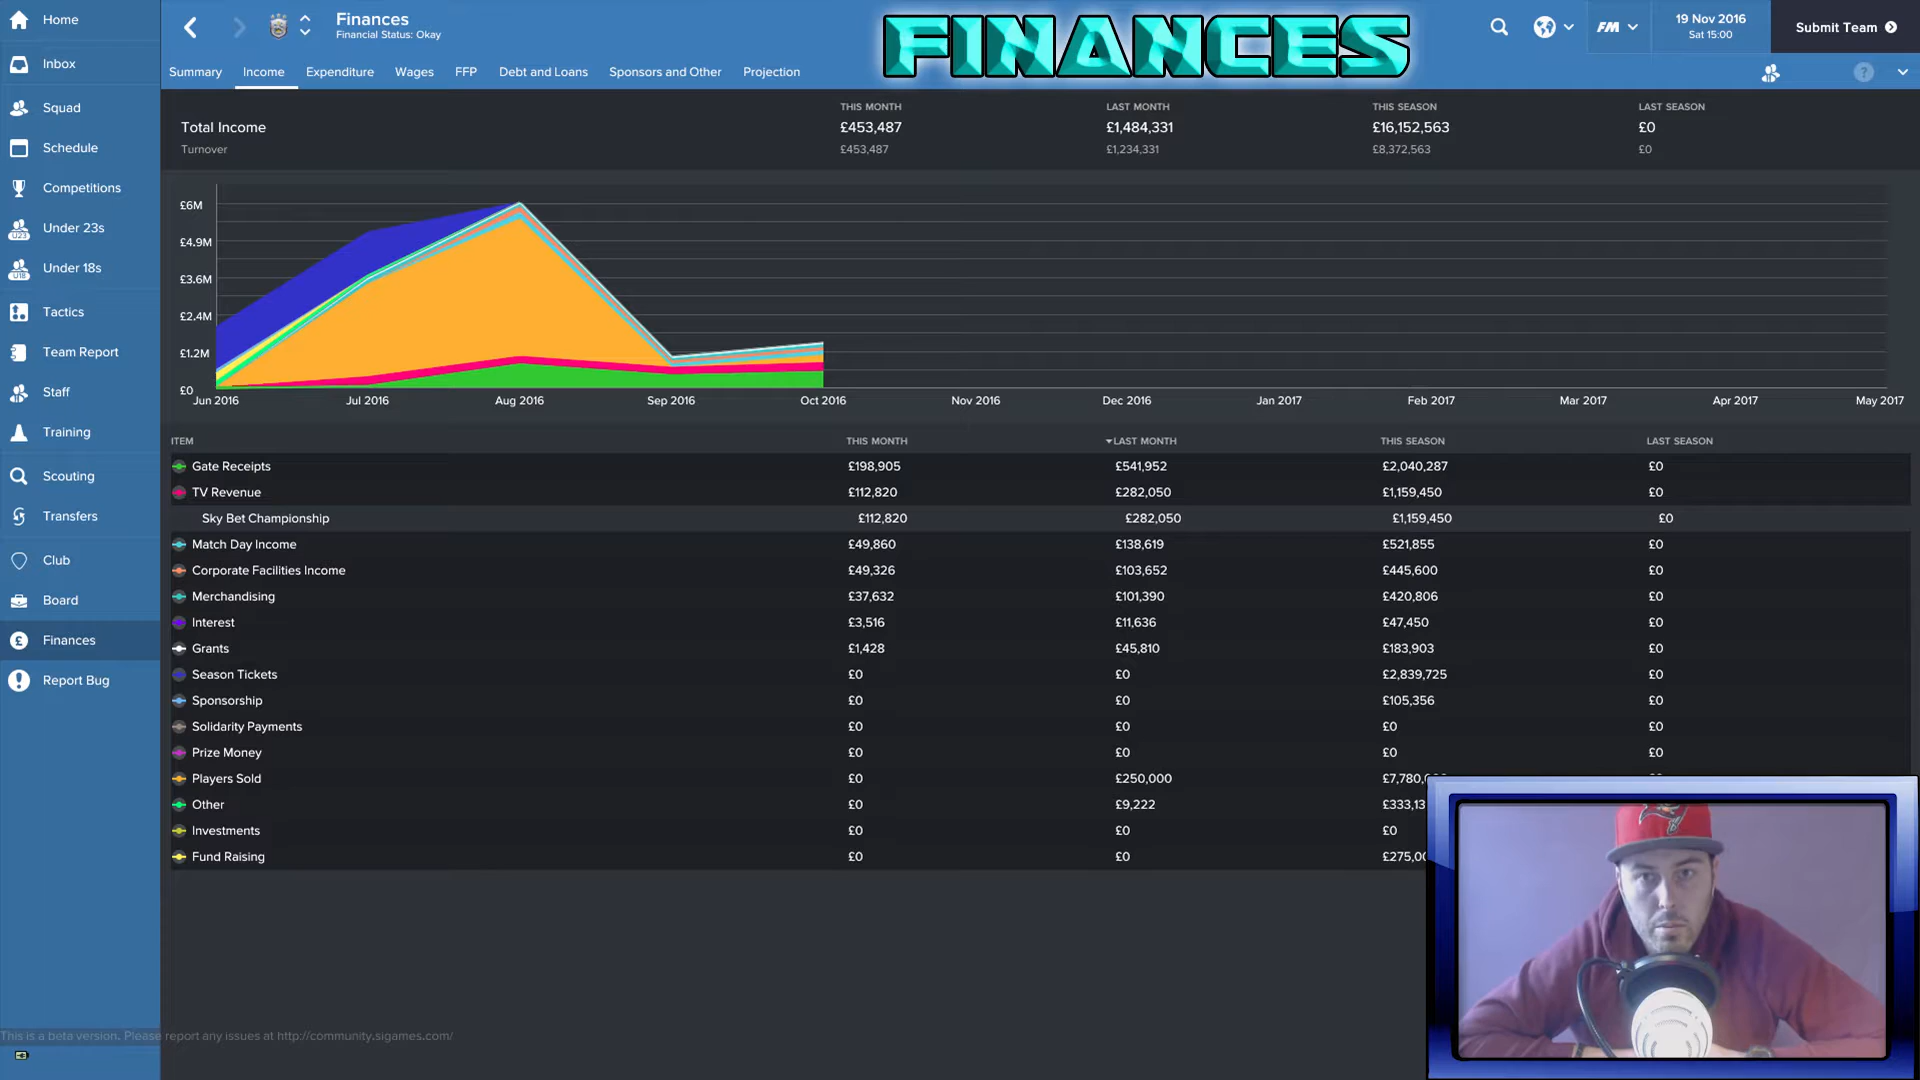 Home
Inbox
Squad
Schedule
Competitions
Under 23s
Under 18s
Tactics
Team Report
Staff
Training
Scouting
Transfers
Club
Board
Finances
Report Bug
Finances
Financial Status: Okay
FINANCES
FM
19 Nov 2016
Sat 15:00
Submit Team
Summary Income Expenditure Wages FFP Debt and Loans Sponsors and Other Projection
THIS MONTH LAST MONTH THIS SEASON LAST SEASON
Total Income £453,487 £1,484,331 £16,152,563 £0
Turnover £453,487 £1,234,331 £8,372,563 £0
£6M
£4.9M
£3.6M
£2.4M
£1.2M
£0
Jun 2016 Jul 2016 Aug 2016 Sep 2016 Oct 2016 Nov 2016 Dec 2016 Jan 2017 Feb 2017 Mar 2017 Apr 2017 May 2017
ITEM THIS MONTH LAST MONTH THIS SEASON LAST SEASON
Gate Receipts £198,905 £541,952 £2,040,287 £0
TV Revenue £112,820 £282,050 £1,159,450 £0
Sky Bet Championship £112,820 £282,050 £1,159,450 £0
Match Day Income £49,860 £138,619 £521,855 £0
Corporate Facilities Income £49,326 £103,652 £445,600 £0
Merchandising £37,632 £101,390 £420,806 £0
Interest £3,516 £11,636 £47,450 £0
Grants £1,428 £45,810 £183,903 £0
Season Tickets £0 £0 £2,839,725 £0
Sponsorship £0 £0 £105,356 £0
Solidarity Payments £0 £0 £0 £0
Prize Money £0 £0 £0 £0
Players Sold £0 £250,000 £7,780,
Other £0 £9,222 £333,13
Investments £0 £0 £0
Fund Raising £0 £0 £275,00
This is a beta version. Please report any issues at http://community.sigames.com/